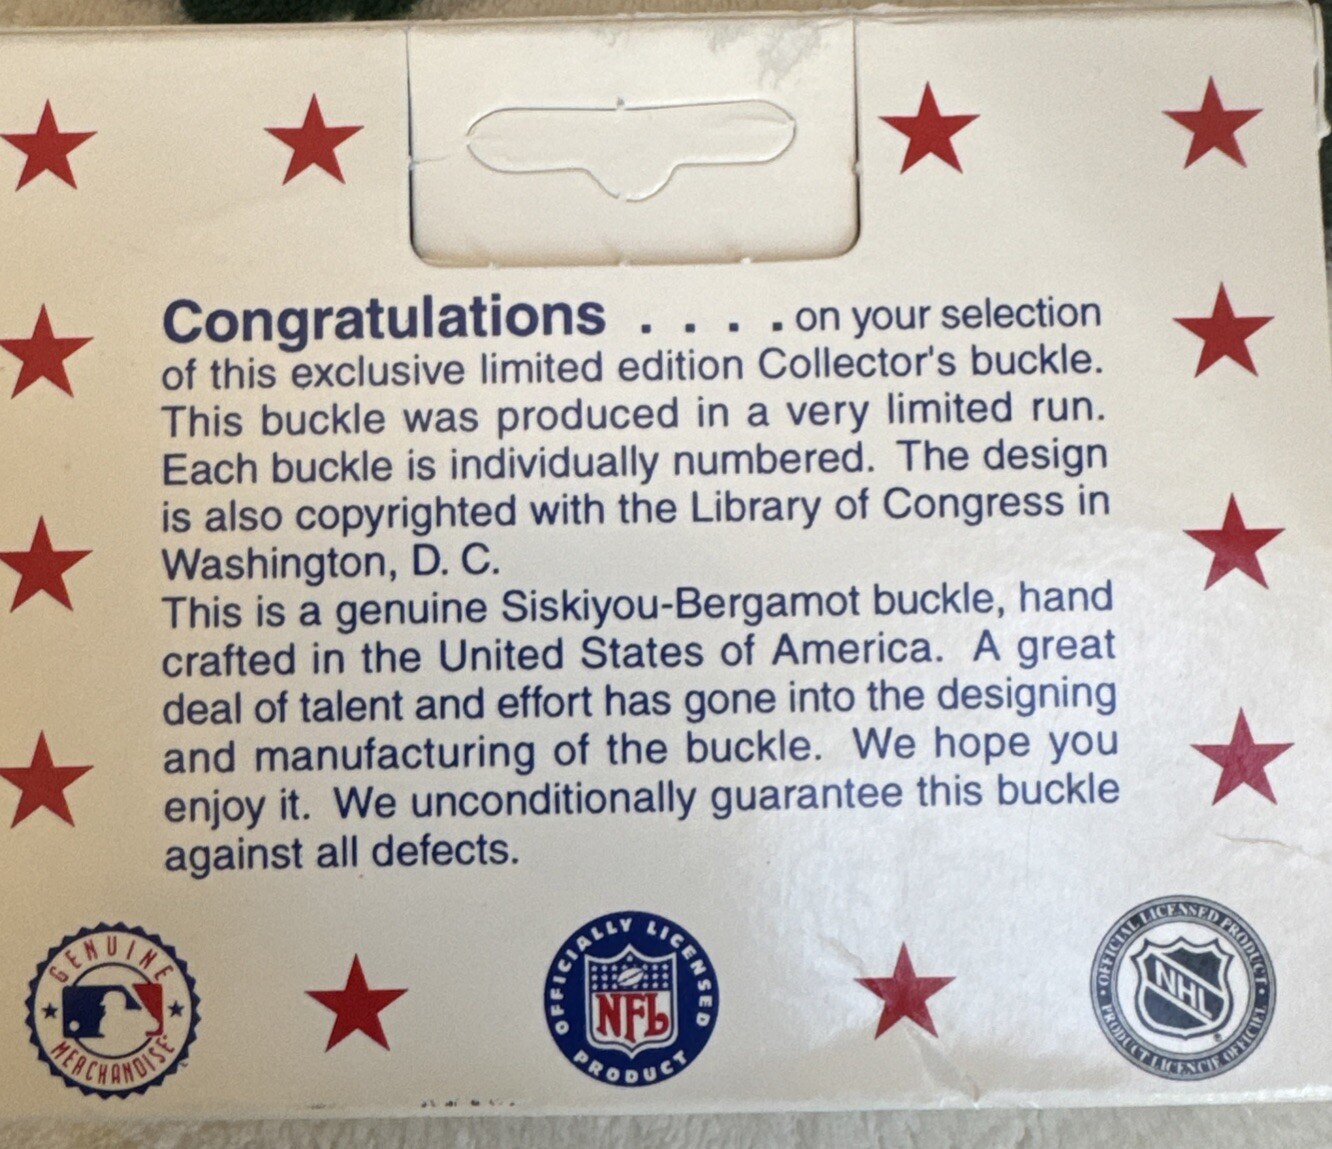 Congratulations . . . . on your selection
of this exclusive limited edition Collector's buckle.
This buckle was produced in a very limited run.
Each buckle is individually numbered. The design
is also copyrighted with the Library of Congress in
Washington, D. C.
This is a genuine Siskiyou-Bergamot buckle, hand
crafted in the United States of America. A great
deal of talent and effort has gone into the designing
and manufacturing of the buckle. We hope you
enjoy it. We unconditionally guarantee this buckle
against all defects.
GENUINE
MERCHANDISE
OFFICIALLY LICENSED
NFL
PRODUCT
OFFICIAL LICENSED PRODUCT
NHL
PRODUIT LICENCIE OFFICIEL